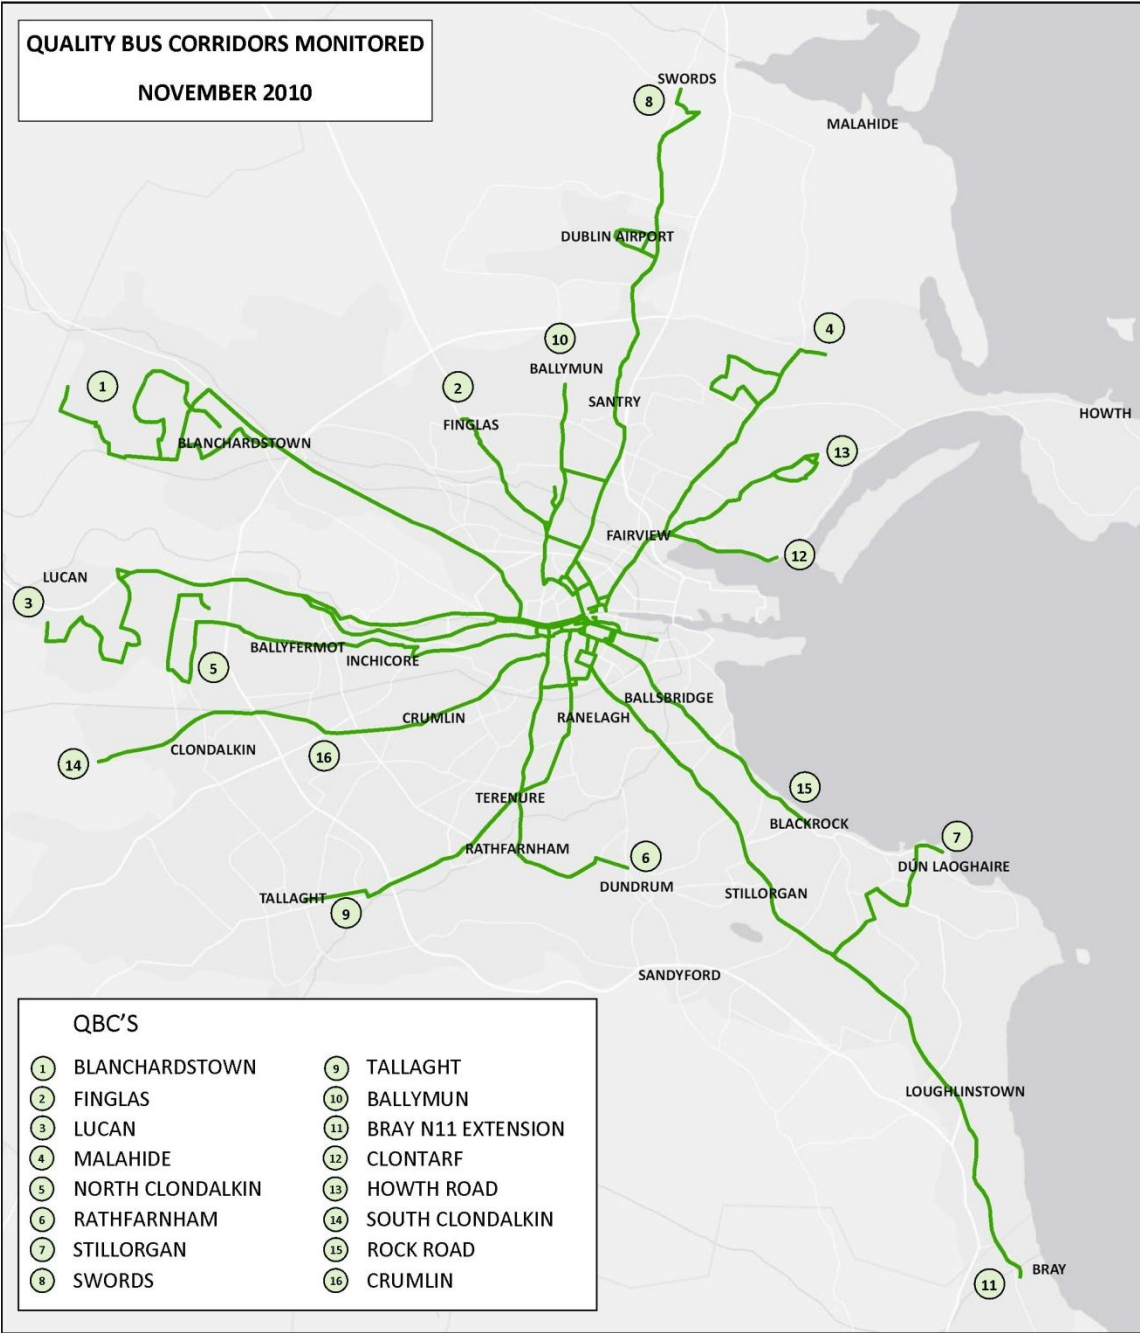 QUALITY BUS CORRIDORS MONITORED
NOVEMBER 2010
SWORDS
8
MALAHIDE
DUBLIN AIRPORT
4
10
BALLYMUN
1
2
SANTRY
HOWTH
FINGLAS
BLANCHARDSTOWN
13
FAIRVIEW
12
LUCAN
3
BALLYFERMOT
INCHICORE
5
BALLSBRIDGE
CRUMLIN
RANELAGH
CLONDALKIN
16
14
15
TERENURE
BLACKROCK
7
RATHFARNHAM
6
DÚN LAOGHAIRE
DUNDRUM
STILLORGAN
TALLAGHT
9
SANDYFORD
LOUGHLINSTOWN
BRAY
11
QBC'S
1 BLANCHARDSTOWN
2 FINGLAS
3 LUCAN
4 MALAHIDE
5 NORTH CLONDALKIN
6 RATHFARNHAM
7 STILLORGAN
8 SWORDS
9 TALLAGHT
10 BALLYMUN
11 BRAY N11 EXTENSION
12 CLONTARF
13 HOWTH ROAD
14 SOUTH CLONDALKIN
15 ROCK ROAD
16 CRUMLIN